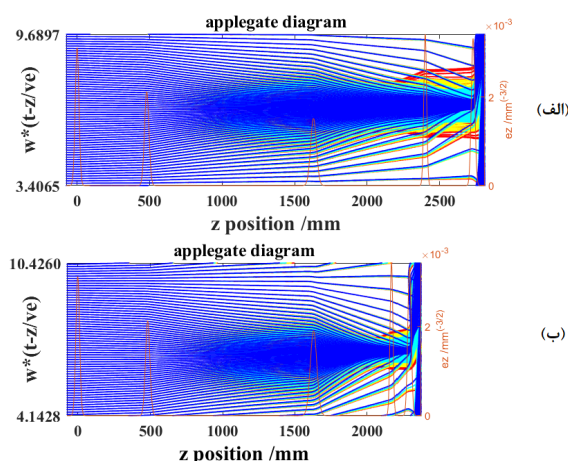 applegate diagram
9.6897
w*(t-z/ve)
3.4065
0 500 1000 1500 2000 2500
z position /mm
×10⁻³
2
0
ez /mm(-3/2)
(الف)
applegate diagram
10.4260
w*(t-z/ve)
4.1428
0 500 1000 1500 2000
z position /mm
×10⁻³
2
0
ez /mm(-3/2)
(ب)